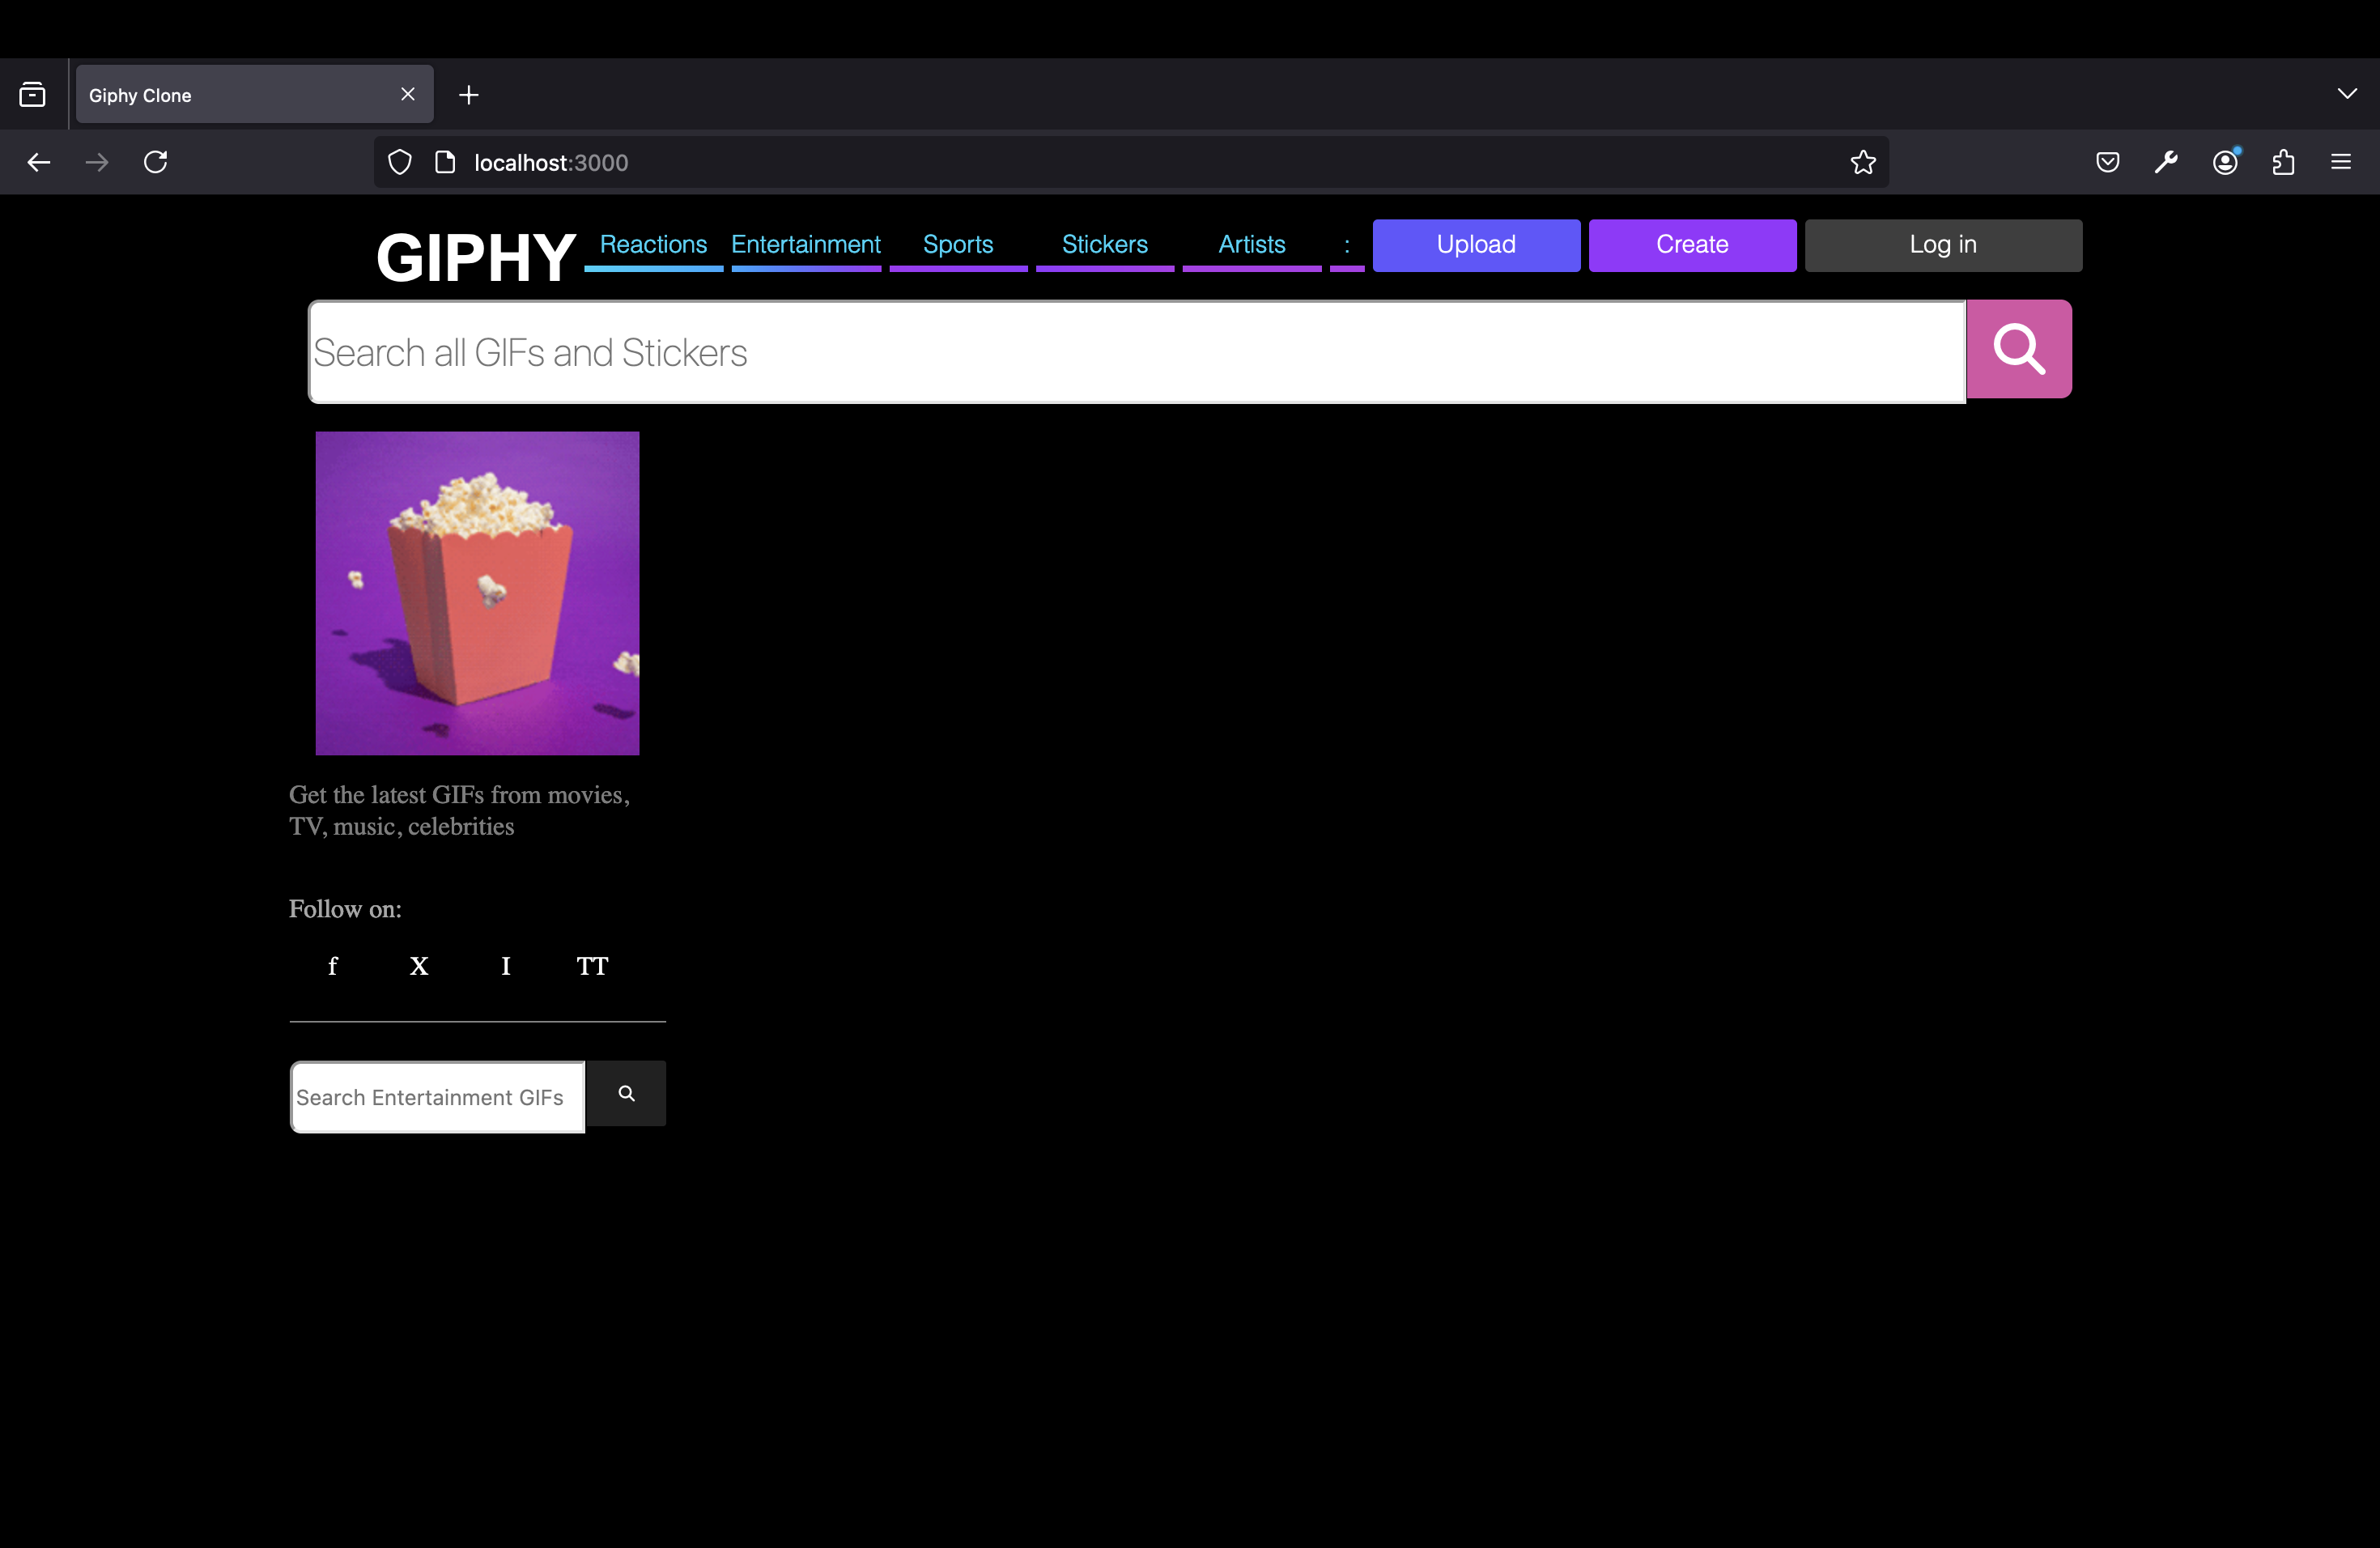 Giphy Clone
localhost:3000
GIPHY Reactions Entertainment Sports Stickers Artists : Upload Create Log in
Search all GIFs and Stickers
Get the latest GIFs from movies,
TV, music, celebrities
Follow on:
f X I TT
Search Entertainment GIFs